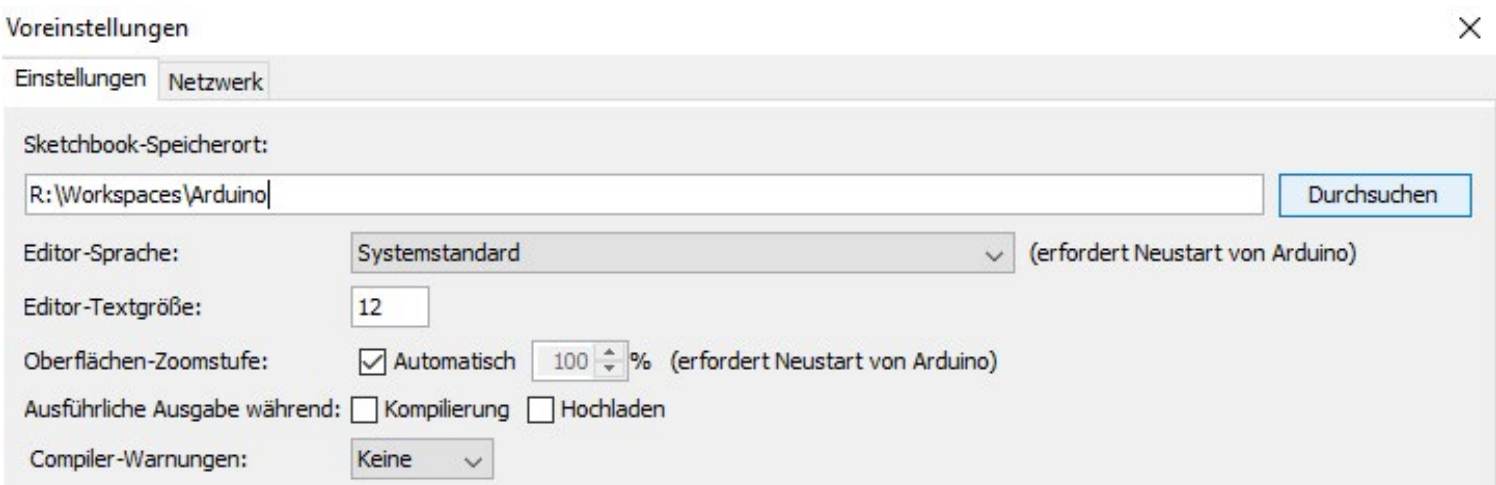 Voreinstellungen
Einstellungen Netzwerk
Sketchbook-Speicherort:
R:\Workspaces\Arduino Durchsuchen
Editor-Sprache: Systemstandard (erfordert Neustart von Arduino)
Editor-Textgröße: 12
Oberflächen-Zoomstufe: Automatisch 100 % (erfordert Neustart von Arduino)
Ausführliche Ausgabe während: Kompilierung Hochladen
Compiler-Warnungen: Keine